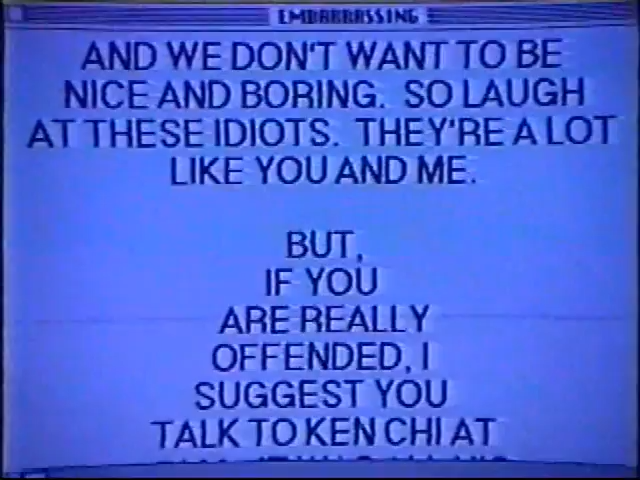 EMBARRASSING
AND WE DON'T WANT TO BE
NICE AND BORING. SO LAUGH
AT THESE IDIOTS. THEY'RE A LOT
LIKE YOU AND ME.
BUT,
IF YOU
ARE REALLY
OFFENDED, I
SUGGEST YOU
TALK TO KEN CHI AT